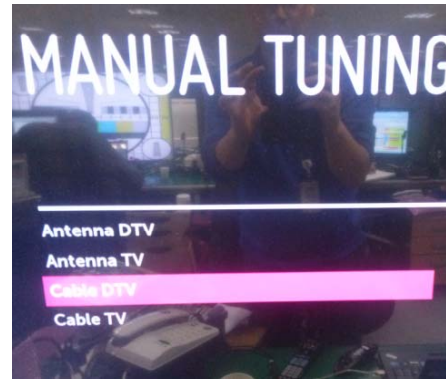 MANUAL TUNING
Antenna DTV
Antenna TV
Cable DTV
Cable TV